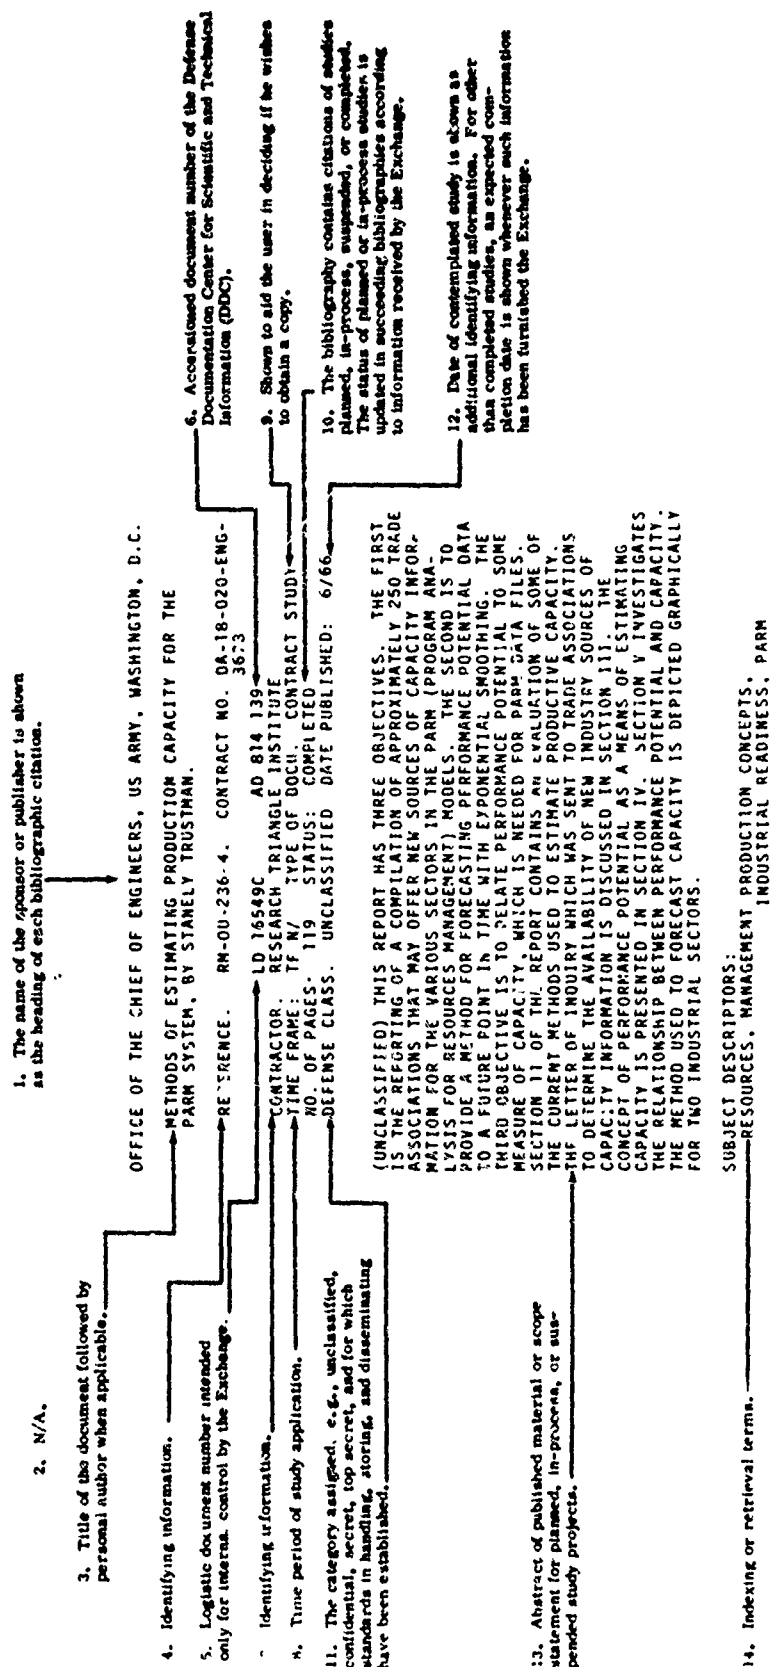 1. The name of the sponsor or publisher is shown
as the heading of each bibliographic citation.
2. N/A.
3. Title of the document followed by
personal author when applicable.
4. Identifying information.
5. Logistic document number intended
only for internal control by the Exchange.
Identifying information.
8. Time period of study application.
11. The category assigned, e.g., unclassified,
confidential, secret, top secret, and for which
standards in handling, storing, and disseminating
have been established.
13. Abstract of published material or scope
statement for planned, in-process, or sus-
pended study projects.
14. Indexing or retrieval terms.
OFFICE OF THE CHIEF OF ENGINEERS, US ARMY, WASHINGTON, D.C.
METHODS OF ESTIMATING PRODUCTION CAPACITY FOR THE
PARM SYSTEM, BY STANELY TRUSTMAN.
REFERENCE. RM-OU-236-4. CONTRACT NO. DA-18-020-ENG-
3673
LD 16549C AD 814 139
CONTRACTOR. RESEARCH TRIANGLE INSTITUTE
TIME FRAME: TF N/ TYPE OF DOCU. CONTRACT STUDY
NO. OF PAGES. 119 STATUS: COMPLETED
DEFENSE CLASS. UNCLASSIFIED DATE PUBLISHED: 6/66
(UNCLASSIFIED) THIS REPORT HAS THREE OBJECTIVES. THE FIRST
IS THE REPORTING OF A COMPILATION OF APPROXIMATELY 250 TRADE
ASSOCIATIONS THAT MAY OFFER NEW SOURCES OF CAPACITY INFOR-
MATION FOR THE VARIOUS SECTORS IN THE PARM (PROGRAM ANA-
LYSIS FOR RESOURCES MANAGEMENT) MODELS. THE SECOND IS TO
PROVIDE A METHOD FOR FORECASTING PERFORMANCE POTENTIAL DATA
TO A FUTURE POINT IN TIME WITH EXPONENTIAL SMOOTHING. THE
THIRD OBJECTIVE IS TO RELATE PERFORMANCE POTENTIAL TO SOME
MEASURE OF CAPACITY, WHICH IS NEEDED FOR PARM DATA FILES.
SECTION II OF THE REPORT CONTAINS AN EVALUATION OF SOME OF
THE CURRENT METHODS USED TO ESTIMATE PRODUCTIVE CAPACITY.
THE LETTER OF INQUIRY WHICH WAS SENT TO TRADE ASSOCIATIONS
TO DETERMINE THE AVAILABILITY OF NEW INDUSTRY SOURCES OF
CAPACITY INFORMATION IS DISCUSSED IN SECTION III. THE
CONCEPT OF PERFORMANCE POTENTIAL AS A MEANS OF ESTIMATING
CAPACITY IS PRESENTED IN SECTION IV. SECTION V INVESTIGATES
THE RELATIONSHIP BETWEEN PERFORMANCE POTENTIAL AND CAPACITY.
THE METHOD USED TO FORECAST CAPACITY IS DEPICTED GRAPHICALLY
FOR TWO INDUSTRIAL SECTORS.
SUBJECT DESCRIPTORS:
RESOURCES, MANAGEMENT PRODUCTION CONCEPTS,
INDUSTRIAL READINESS, PARM
6. Accessioned document number of the Defense
Documentation Center for Scientific and Technical
Information (DDC).
9. Shown to aid the user in deciding if he wishes
to obtain a copy.
10. The bibliography contains citations of studies
planned, in-process, suspended, or completed.
The status of planned or in-process studies is
updated in succeeding bibliographies according
to information received by the Exchange.
12. Date of contemplated study is shown as
additional identifying information. For other
than completed studies, an expected com-
pletion date is shown whenever such information
has been furnished the Exchange.